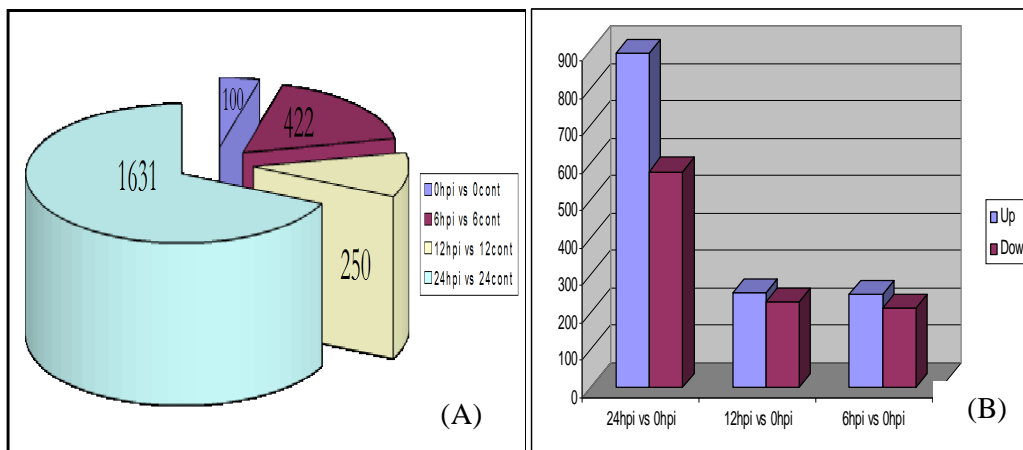 100
422
1631
250
0hpi vs 0cont
6hpi vs 6cont
12hpi vs 12cont
24hpi vs 24cont
(A)
900
800
700
600
500
400
300
200
100
0
24hpi vs 0hpi
12hpi vs 0hpi
6hpi vs 0hpi
Up
Dow
(B)